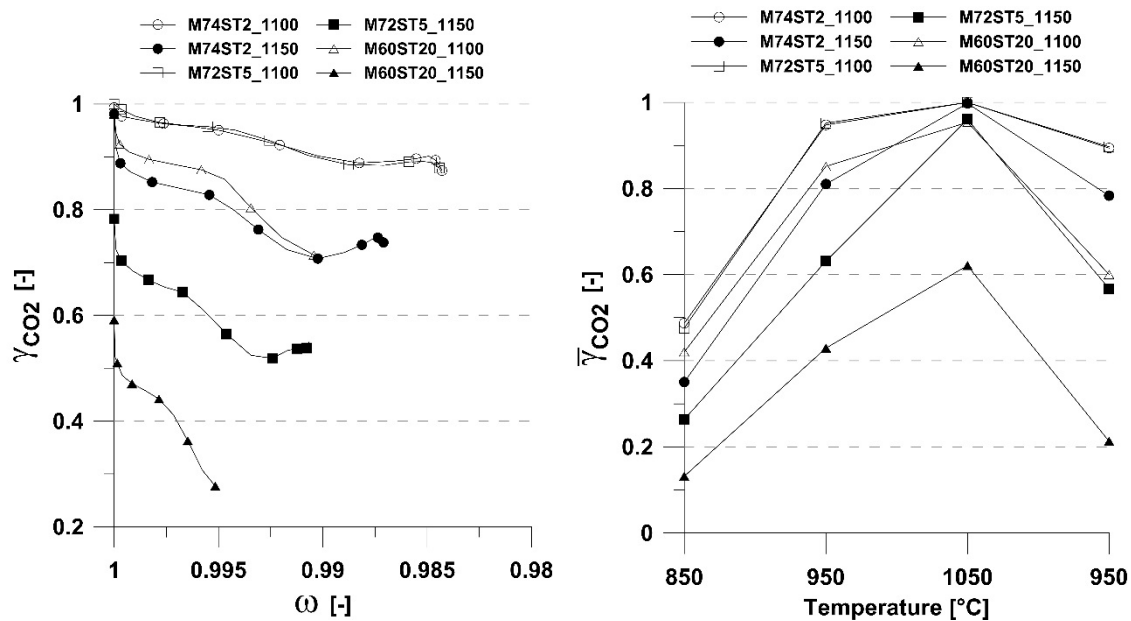 M74ST2_1100 M72ST5_1150
M74ST2_1150 M60ST20_1100
M72ST5_1100 M60ST20_1150
1
0.8
0.6
0.4
0.2
γCO2 [-]
1 0.995 0.99 0.985 0.98
ω [-]
M74ST2_1100 M72ST5_1150
M74ST2_1150 M60ST20_1100
M72ST5_1100 M60ST20_1150
1
0.8
0.6
0.4
0.2
0
γ̅CO2 [-]
850 950 1050 950
Temperature [°C]